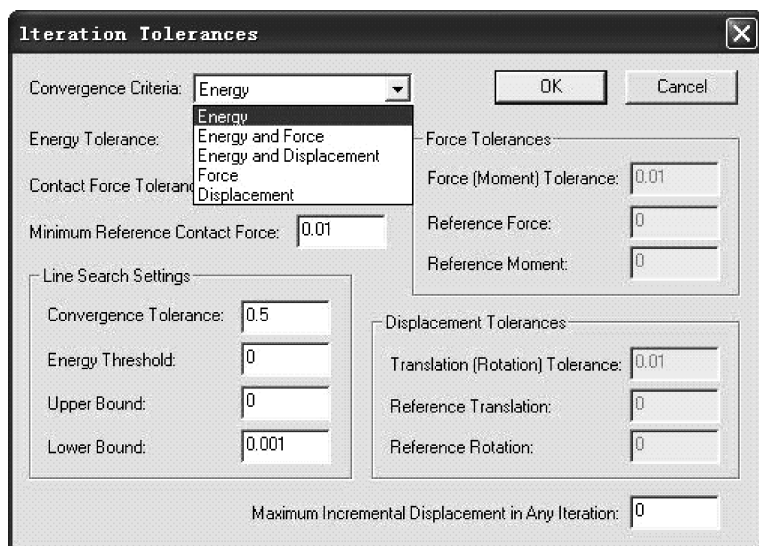 Iteration Tolerances
Convergence Criteria: Energy
OK
Cancel
Energy
Energy and Force
Energy and Displacement
Force
Displacement
Energy Tolerance:
Contact Force
Minimum Reference Contact Force: 0.01
Force Tolerances
Force (Moment) Tolerance: 0.01
Reference Force: 0
Reference Moment: 0
Line Search Settings
Convergence Tolerance: 0.5
Energy Threshold: 0
Upper Bound: 0
Lower Bound: 0.001
Displacement Tolerances
Translation (Rotation) Tolerance: 0.01
Reference Translation: 0
Reference Rotation: 0
Maximum Incremental Displacement in Any Iteration: 0